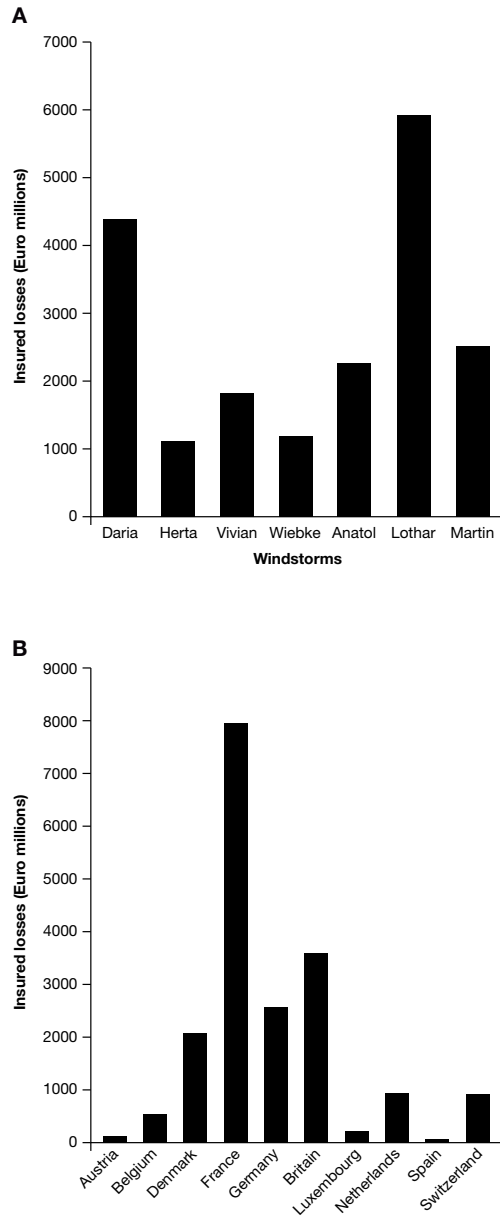 A
Insured losses (Euro millions)
7000
6000
5000
4000
3000
2000
1000
0
Daria Herta Vivian Wiebke Anatol Lothar Martin
Windstorms
B
Insured losses (Euro millions)
9000
8000
7000
6000
5000
4000
3000
2000
1000
0
Austria
Belgium
Denmark
France
Germany
Britain
Luxembourg
Netherlands
Spain
Switzerland